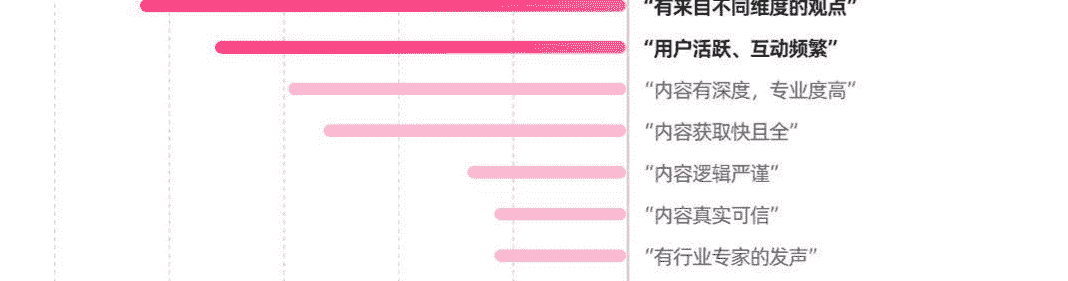 “有来自不同维度的观点”
“用户活跃、互动频繁”
“内容有深度，专业度高”
“内容获取快且全”
“内容逻辑严谨”
“内容真实可信”
“有行业专家的发声”